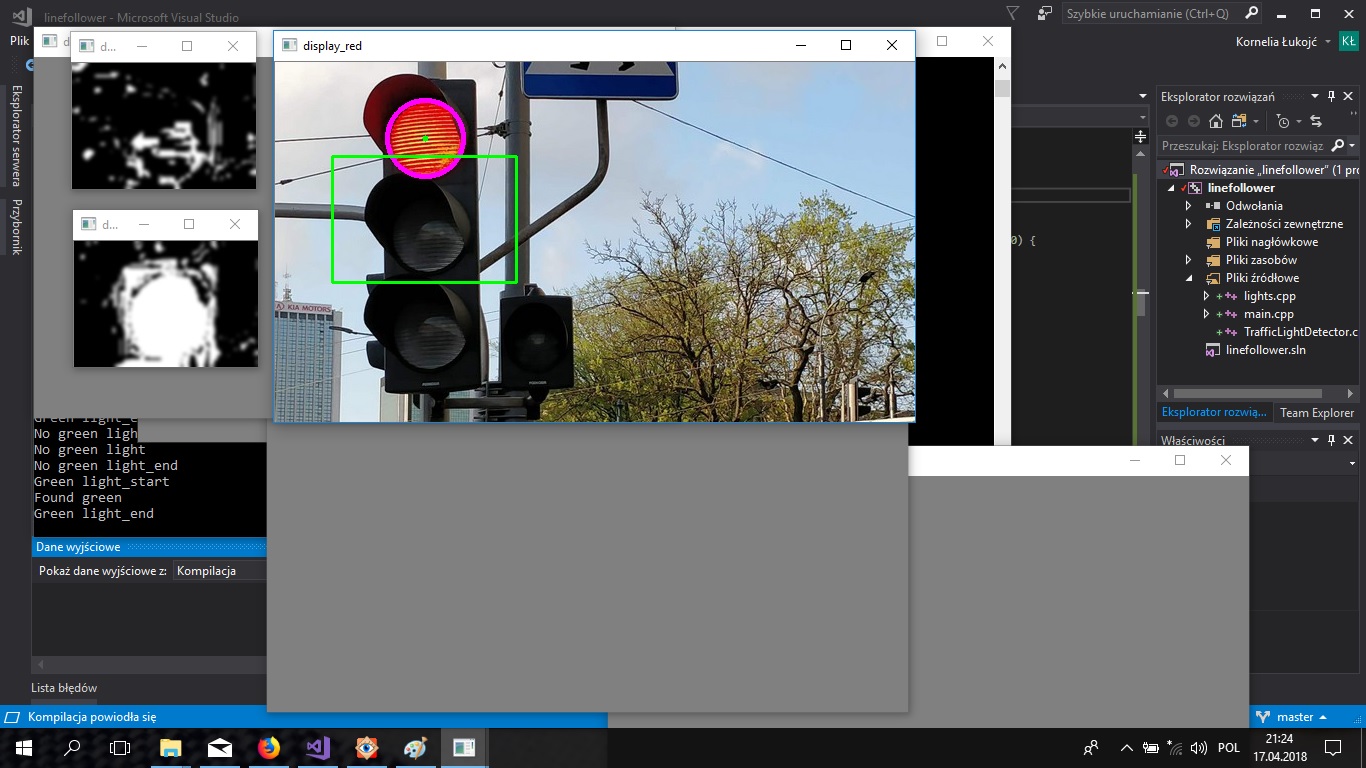 linefollower - Microsoft Visual Studio
Szybkie uruchamianie (Ctrl+Q)
Plik
Kornelia Łukojć
KŁ
d...
display_red
Eksplorator serwera
Przybornik
d...
KIA MOTORS
0) {
Eksplorator rozwiązań
Przeszukaj: Eksplorator rozwiąz
Rozwiązanie „linefollower” (1 pro
linefollower
Odwołania
Zależności zewnętrzne
Pliki nagłówkowe
Pliki zasobów
Pliki źródłowe
lights.cpp
main.cpp
TrafficLightDetector.c
linefollower.sln
Eksplorator rozwią...
Team Explorer
Właściwości
Green light_e
No green ligh
No green light
No green light_end
Green light_start
Found green
Green light_end
Dane wyjściowe
Pokaż dane wyjściowe z:
Kompilacja
Lista błędów
Kompilacja powiodła się
master
POL
21:24
17.04.2018